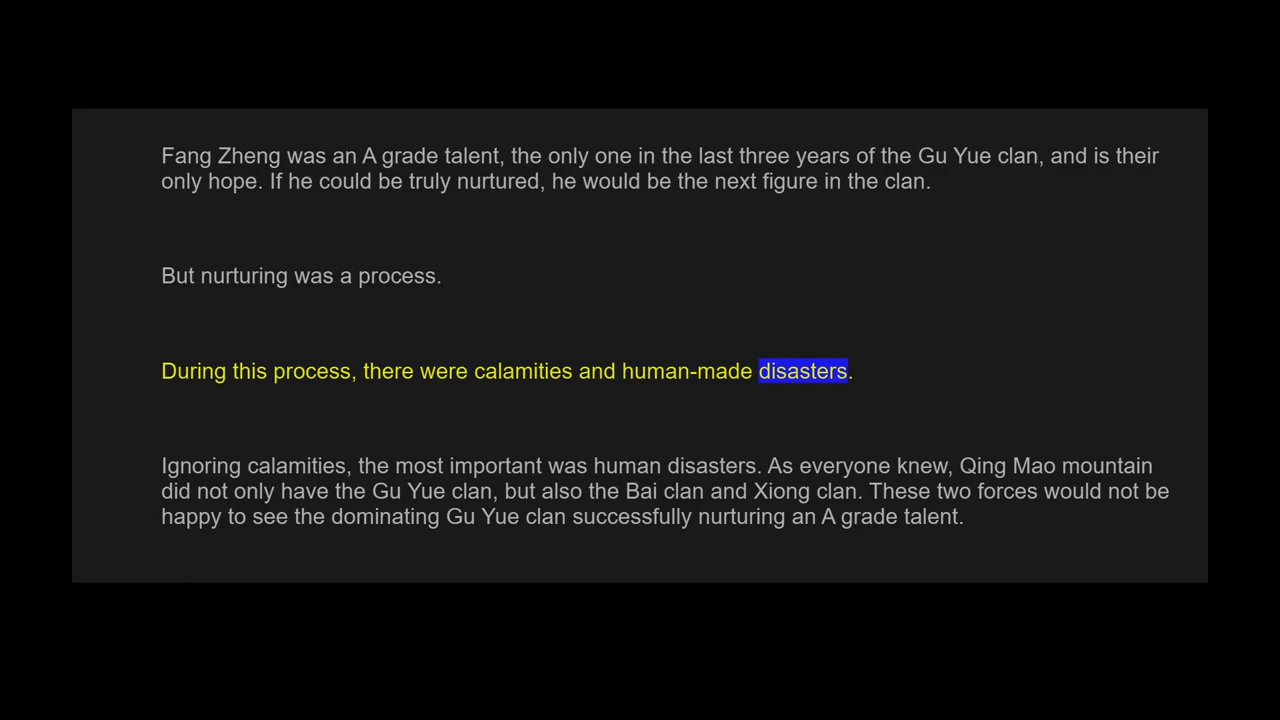 Fang Zheng was an A grade talent, the only one in the last three years of the Gu Yue clan, and is their
only hope. If he could be truly nurtured, he would be the next figure in the clan.
But nurturing was a process.
During this process, there were calamities and human-made disasters.
Ignoring calamities, the most important was human disasters. As everyone knew, Qing Mao mountain
did not only have the Gu Yue clan, but also the Bai clan and Xiong clan. These two forces would not be
happy to see the dominating Gu Yue clan successfully nurturing an A grade talent.